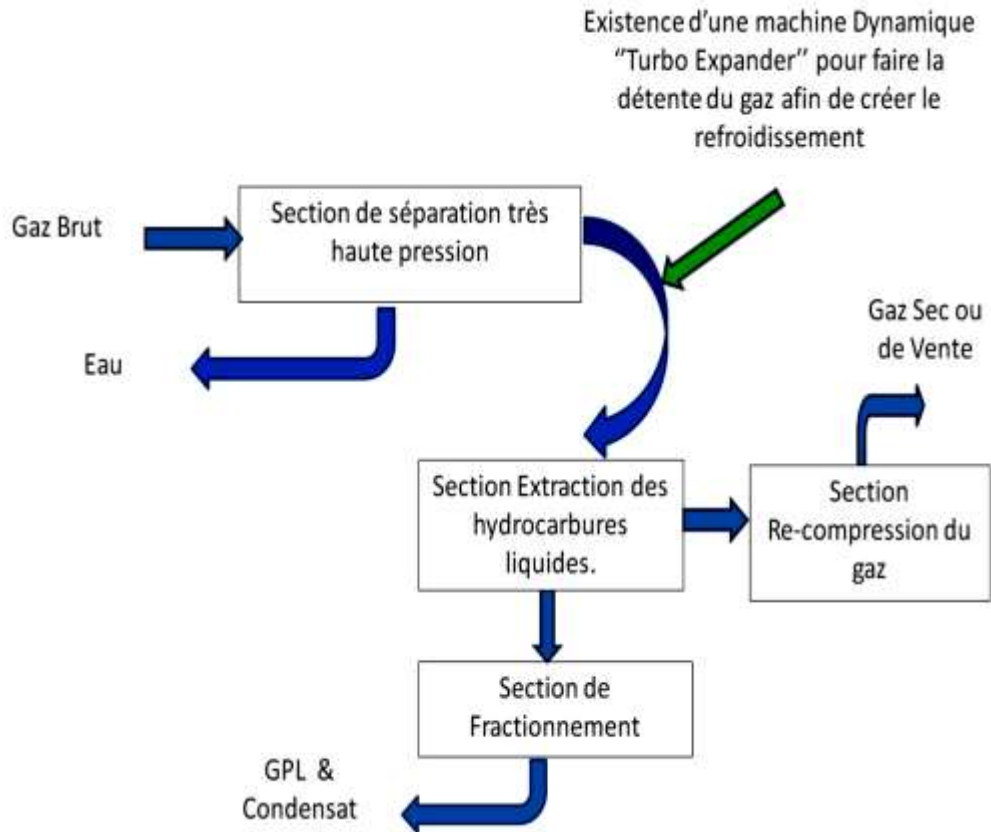 Existence d'une machine Dynamique
"Turbo Expander" pour faire la
détente du gaz afin de créer le
refroidissement
Gaz Brut
Section de séparation très
haute pression
Eau
Gaz Sec ou
de Vente
Section Extraction des
hydrocarbures
liquides.
Section
Re-compression du
gaz
Section de
Fractionnement
GPL &
Condensat